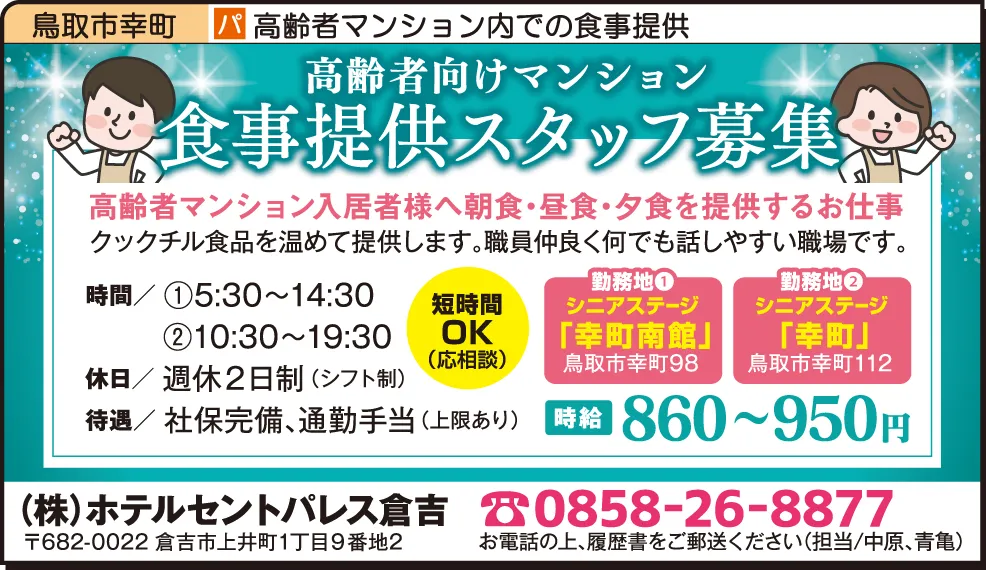 鳥取市幸町 パ 高齢者マンション内での食事提供
高齢者向けマンション
食事提供スタッフ募集
高齢者マンション入居者様へ朝食・昼食・夕食を提供するお仕事
クックチル食品を温めて提供します。職員仲良く何でも話しやすい職場です。
時間／ ①5:30～14:30
②10:30～19:30
休日／ 週休2日制（シフト制）
待遇／ 社保完備、通勤手当（上限あり）
短時間
OK
（応相談）
勤務地❶
シニアステージ
「幸町南館」
鳥取市幸町98
勤務地❷
シニアステージ
「幸町」
鳥取市幸町112
時給 860～950円
（株）ホテルセントパレス倉吉
〒682-0022 倉吉市上井町1丁目9番地2
☎0858-26-8877
お電話の上、履歴書をご郵送ください（担当/中原、青亀）